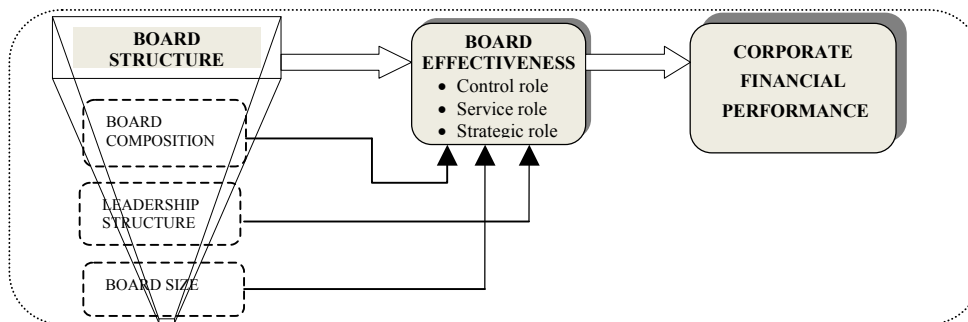 BOARD
STRUCTURE
BOARD
COMPOSITION
LEADERSHIP
STRUCTURE
BOARD SIZE
BOARD
EFFECTIVENESS
• Control role
• Service role
• Strategic role
CORPORATE
FINANCIAL
PERFORMANCE